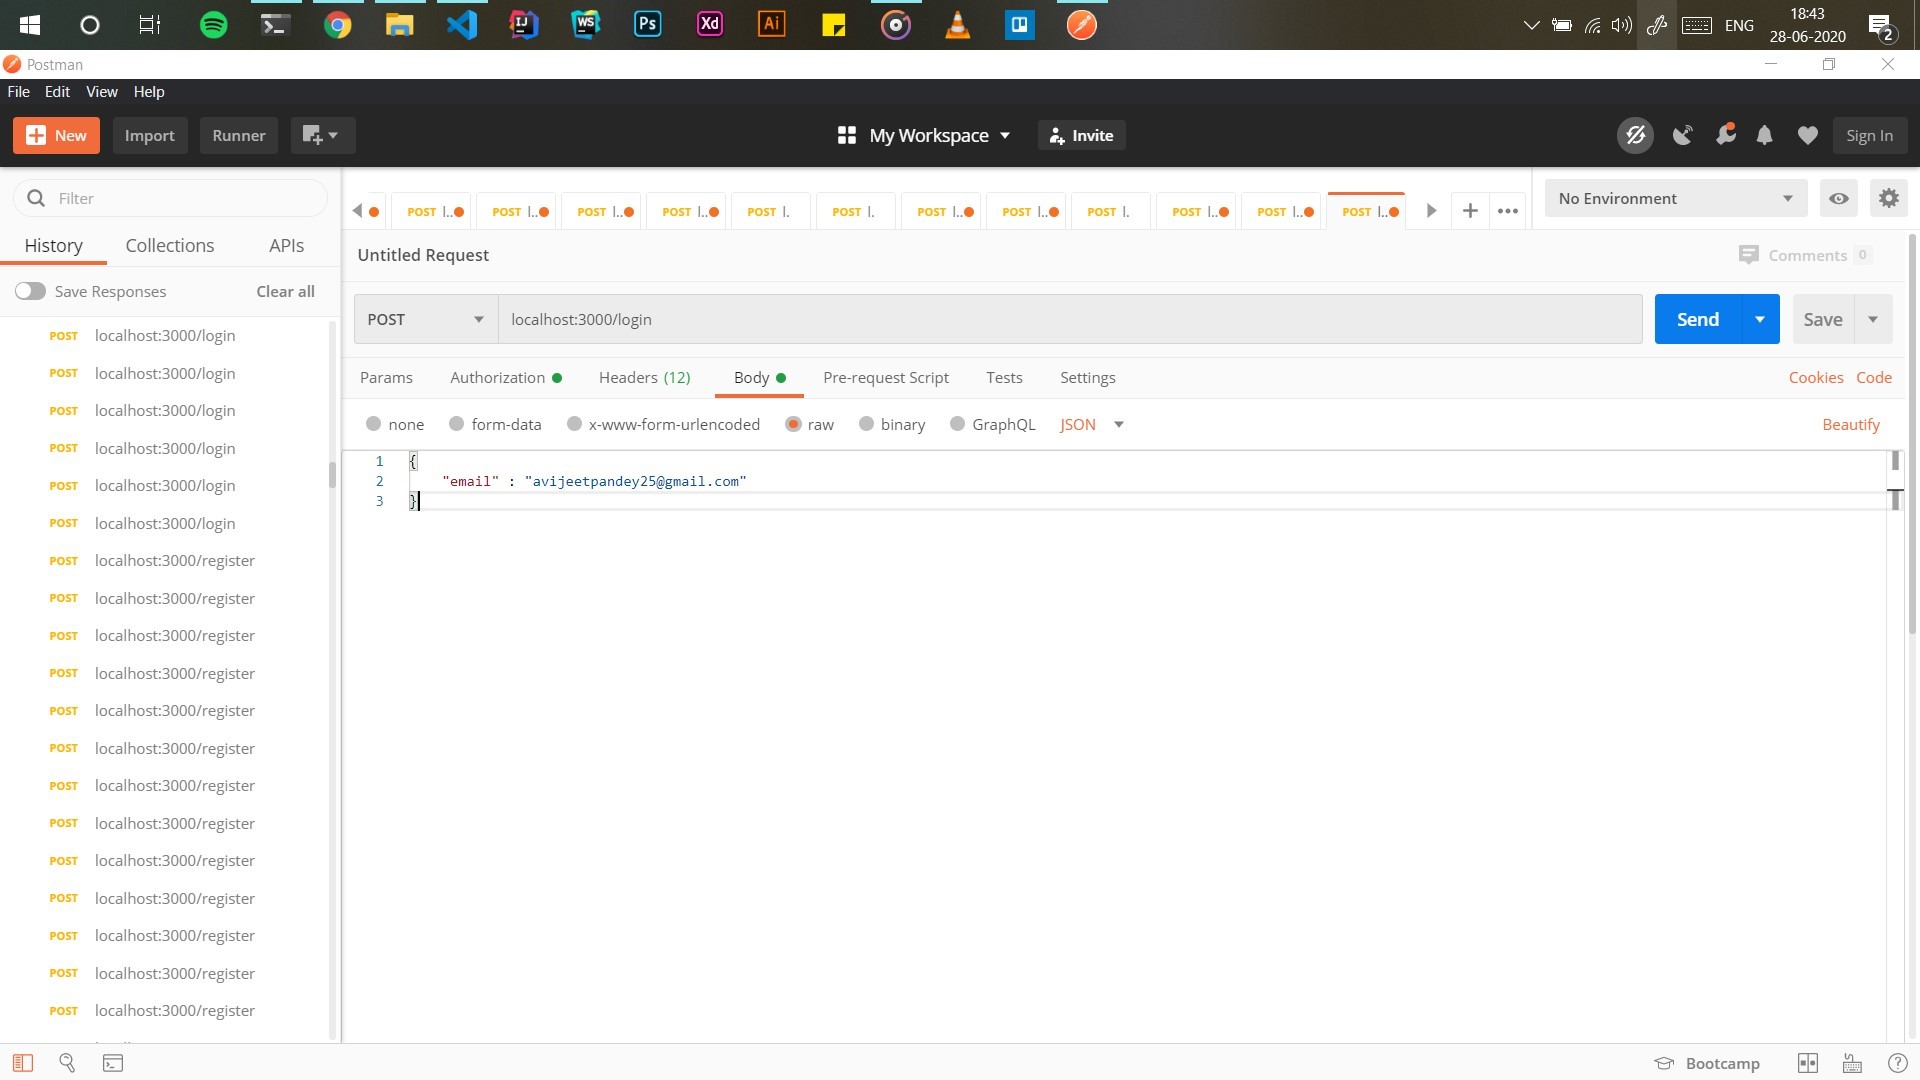 IJ
WS
Ps
Xd
Ai
ENG
18:43
28-06-2020
2
Postman
File Edit View Help
New
Import
Runner
My Workspace
Invite
Sign In
Filter
History
Collections
APIs
Save Responses
Clear all
POST l..
POST l..
POST l..
POST l..
POST l.
POST l.
POST l..
POST l..
POST l.
POST l..
POST l..
POST l..
No Environment
Untitled Request
Comments 0
POST
localhost:3000/login
Send
Save
Params
Authorization
Headers (12)
Body
Pre-request Script
Tests
Settings
Cookies Code
none
form-data
x-www-form-urlencoded
raw
binary
GraphQL
JSON
Beautify
1 {
2 "email" : "avijeetpandey25@gmail.com"
3 }
POST localhost:3000/login
POST localhost:3000/login
POST localhost:3000/login
POST localhost:3000/login
POST localhost:3000/login
POST localhost:3000/login
POST localhost:3000/register
POST localhost:3000/register
POST localhost:3000/register
POST localhost:3000/register
POST localhost:3000/register
POST localhost:3000/register
POST localhost:3000/register
POST localhost:3000/register
POST localhost:3000/register
POST localhost:3000/register
POST localhost:3000/register
POST localhost:3000/register
POST localhost:3000/register
Bootcamp